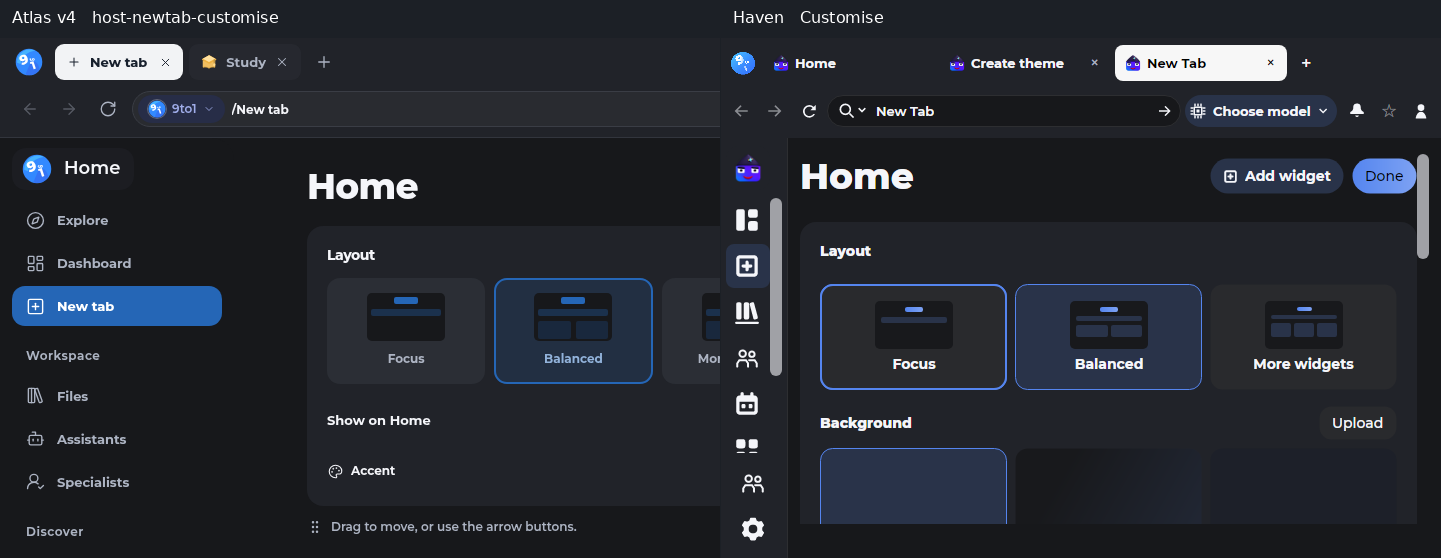 Atlas v4 host-newtab-customise
New tab
Study
9to1
/New tab
Home
Explore
Dashboard
New tab
Workspace
Files
Assistants
Specialists
Discover
Home
Layout
Focus
Balanced
Show on Home
Accent
Drag to move, or use the arrow buttons.
Haven Customise
Home
Create theme
New Tab
New Tab
Choose model
Home
Add widget
Done
Layout
Focus
Balanced
More widgets
Background
Upload